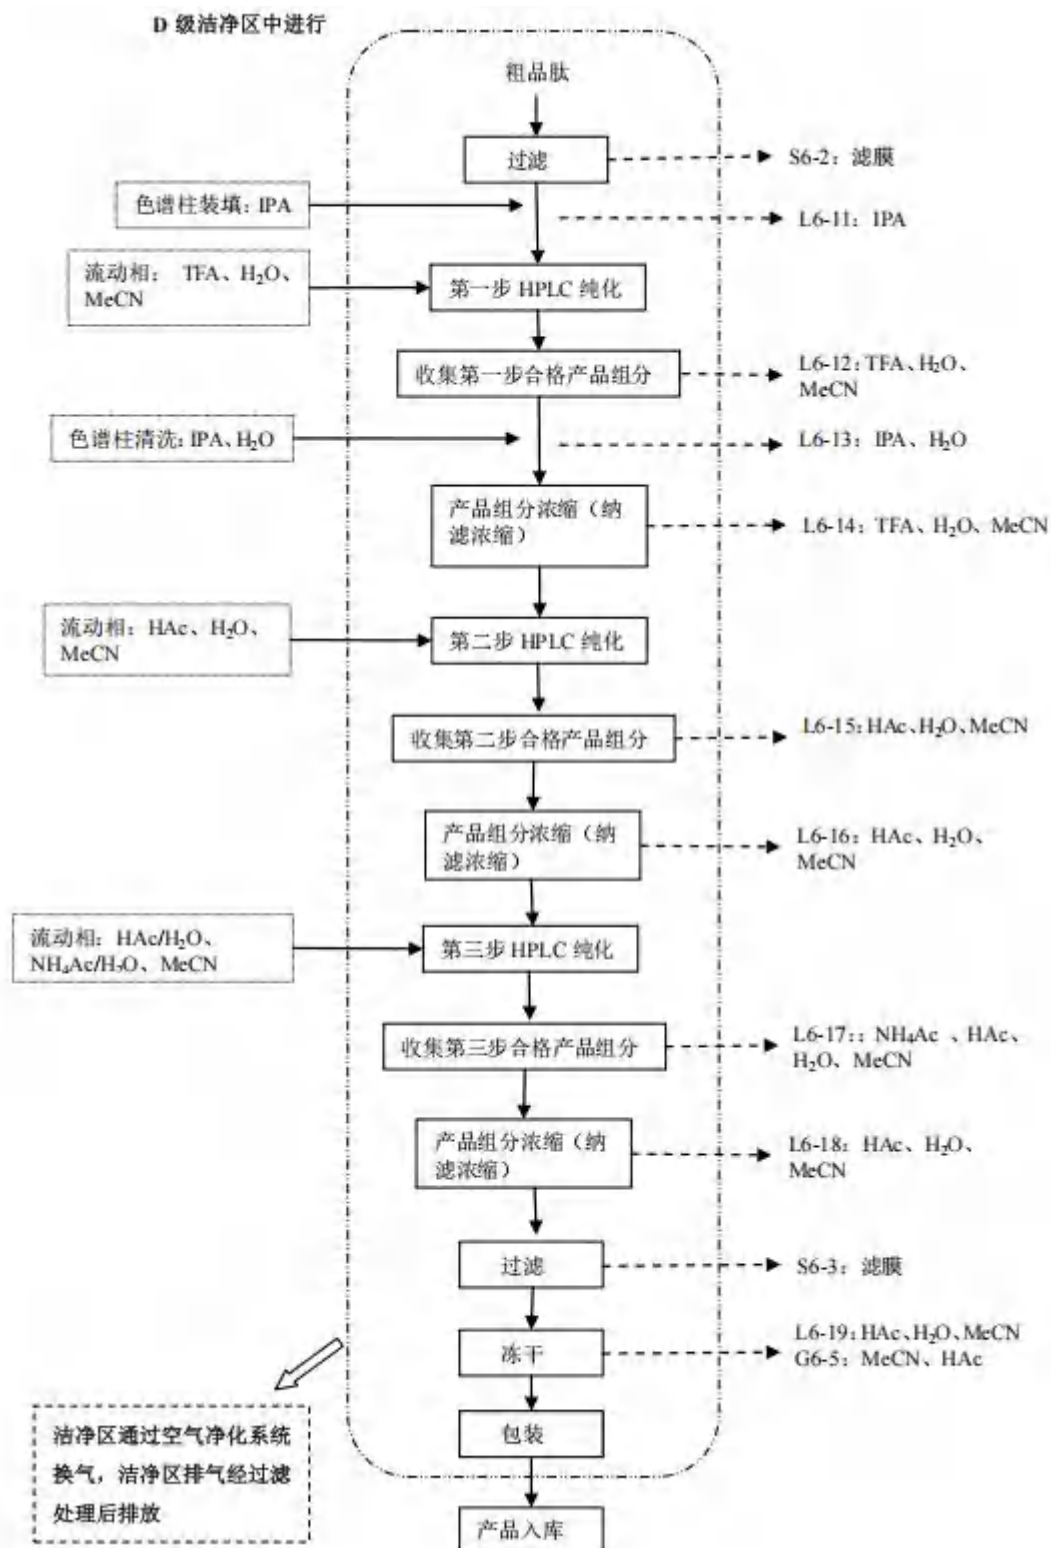 D 级洁净区中进行
粗品肽
过滤
S6-2：滤膜
色谱柱装填：IPA
L6-11：IPA
流动相： TFA、H₂O、
MeCN
第一步 HPLC 纯化
收集第一步合格产品组分
L6-12：TFA、H₂O、
MeCN
色谱柱清洗：IPA、H₂O
L6-13：IPA、H₂O
产品组分浓缩（纳
滤浓缩）
L6-14：TFA、H₂O、MeCN
流动相：HAc、H₂O、
MeCN
第二步 HPLC 纯化
收集第二步合格产品组分
L6-15：HAc、H₂O、MeCN
产品组分浓缩（纳
滤浓缩）
L6-16：HAc、H₂O、
MeCN
流动相：HAc/H₂O、
NH₄Ac/H₂O、MeCN
第三步 HPLC 纯化
收集第三步合格产品组分
L6-17:：NH₄Ac 、HAc、
H₂O、MeCN
产品组分浓缩（纳
滤浓缩）
L6-18：HAc、H₂O、
MeCN
过滤
S6-3：滤膜
冻干
L6-19：HAc、H₂O、MeCN
G6-5：MeCN、HAc
包装
洁净区通过空气净化系统
换气，洁净区排气经过滤
处理后排放
产品入库